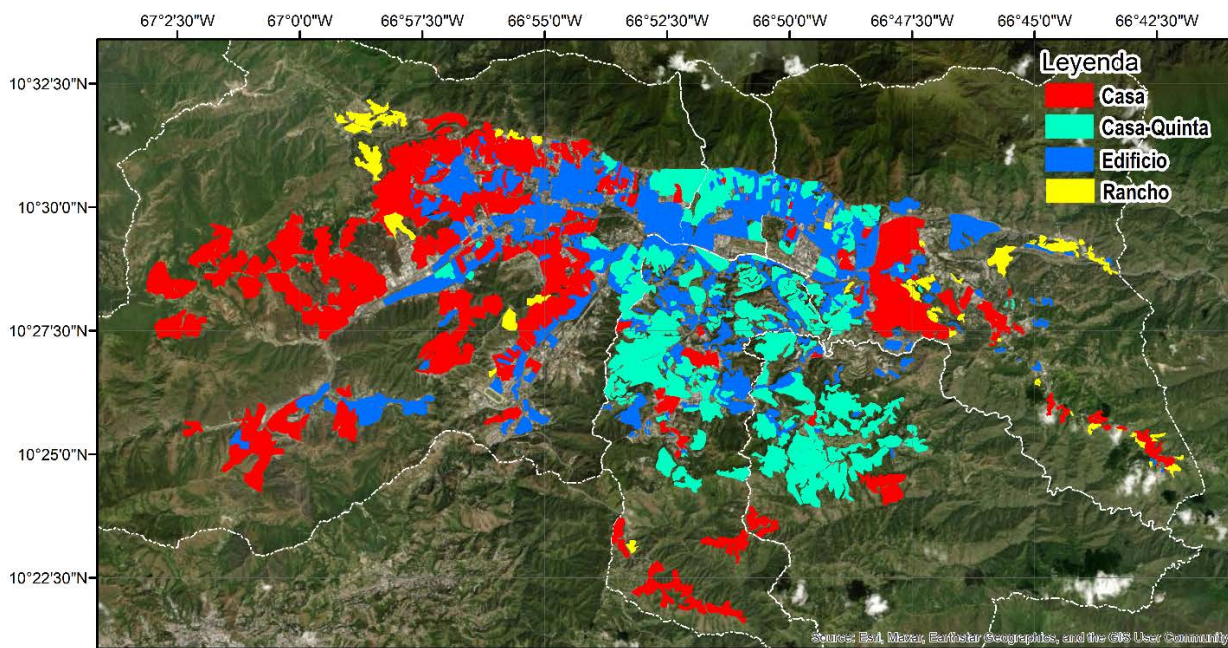 67°2'30"W 67°0'0"W 66°57'30"W 66°55'0"W 66°52'30"W 66°50'0"W 66°47'30"W 66°45'0"W 66°42'30"W
10°32'30"N
10°30'0"N
10°27'30"N
10°25'0"N
10°22'30"N
Leyenda
Casa
Casa-Quinta
Edificio
Rancho
Source: Esri, Maxar, Earthstar Geographics, and the GIS User Community